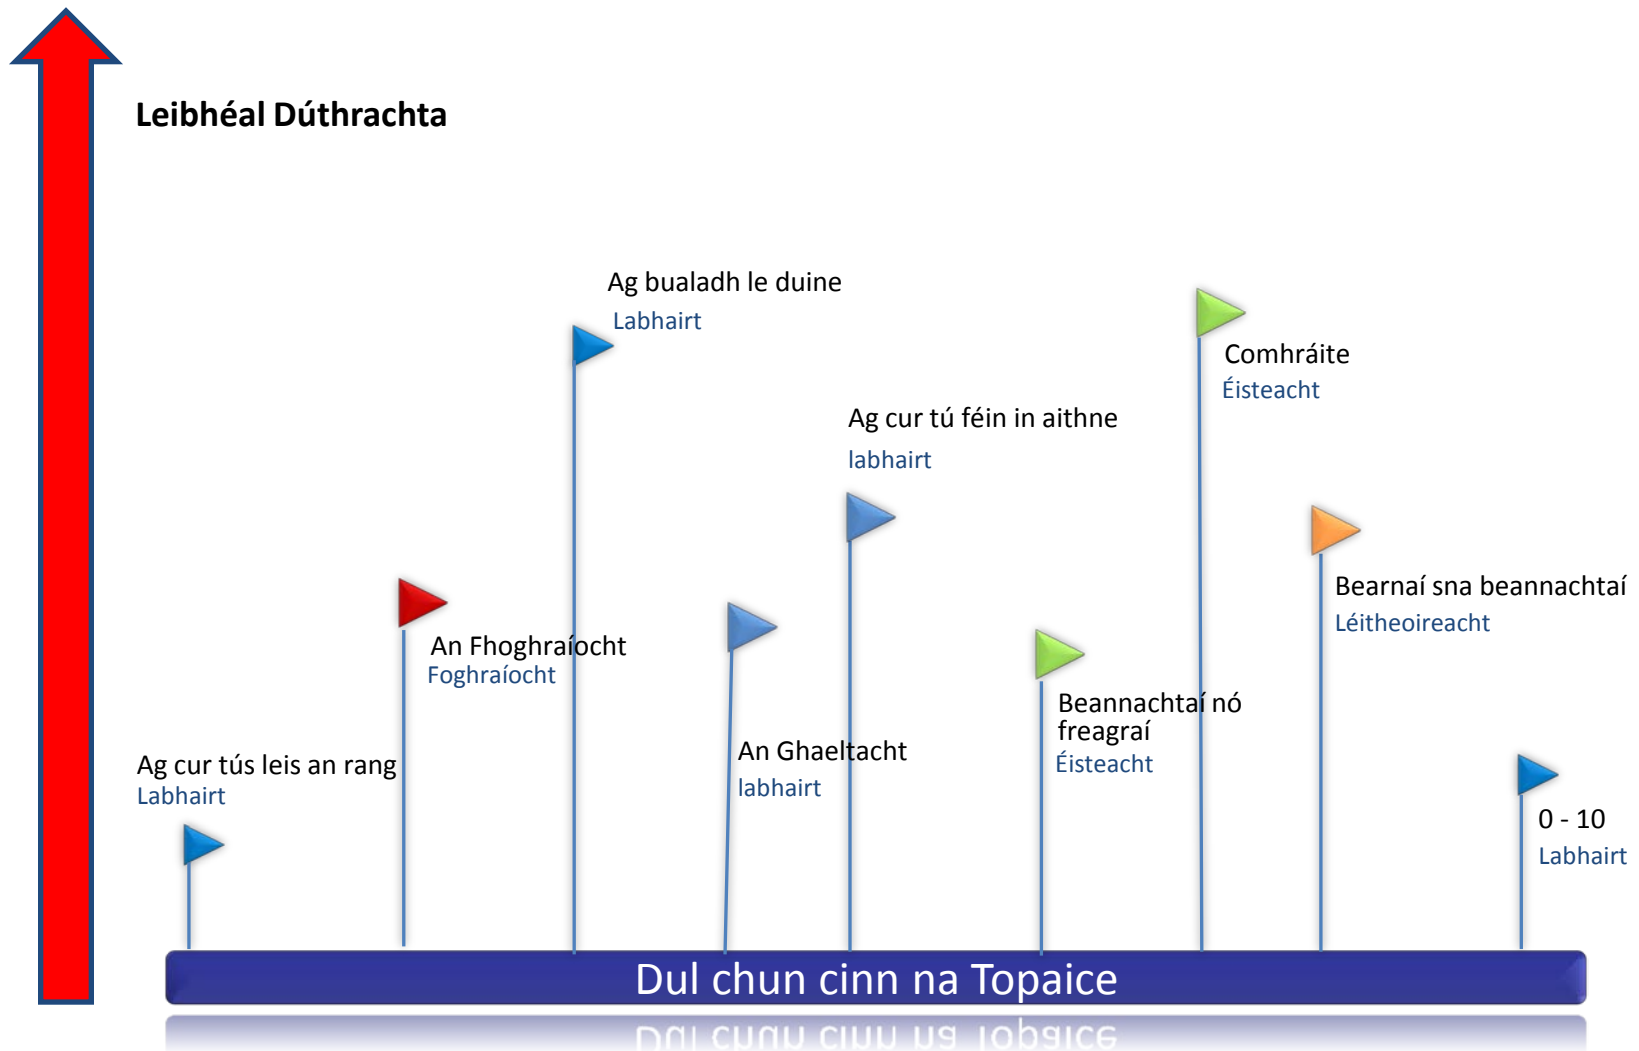 Leibhéal Dúthrachta
Ag bualadh le duine
Labhairt
Comhráite
Éisteacht
Ag cur tú féin in aithne
labhairt
Bearnaí sna beannachtaí
Léitheoireacht
An Fhoghraíocht
Foghraíocht
Beannachtaí nó
freagraí
Éisteacht
An Ghaeltacht
labhairt
Ag cur tús leis an rang
Labhairt
0 - 10
Labhairt
Dul chun cinn na Topaice